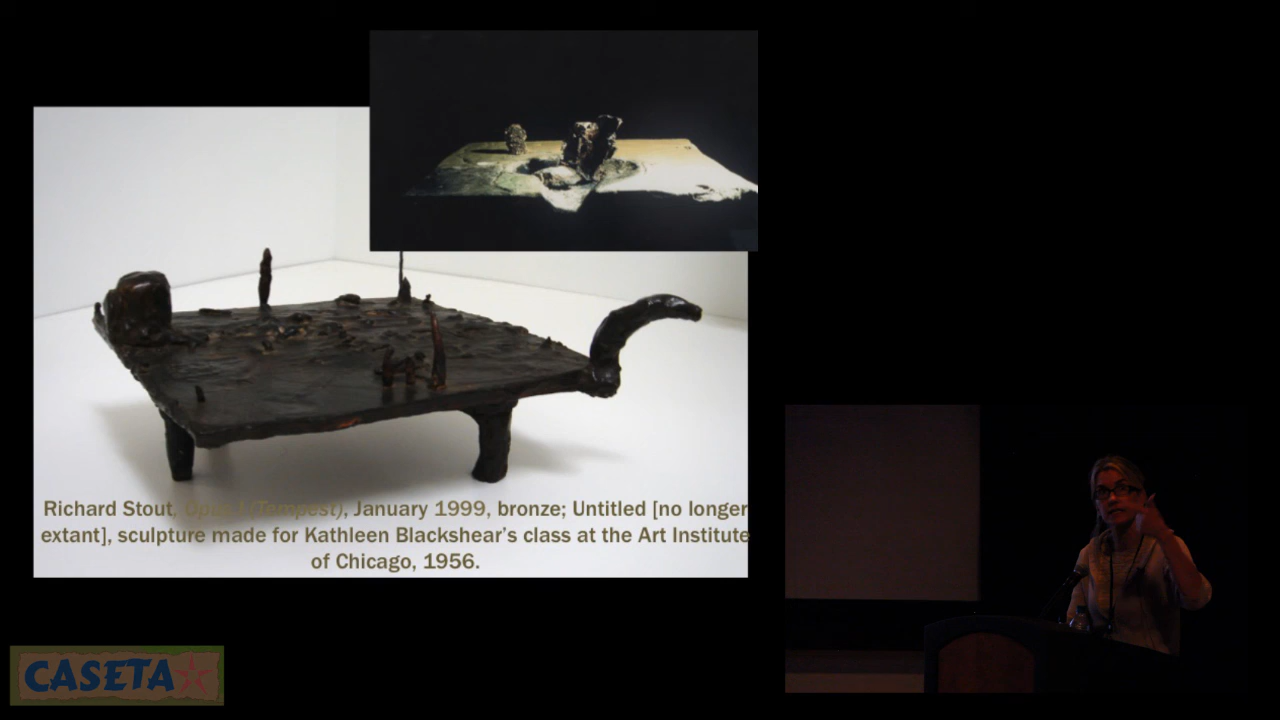 Richard Stout, Opus I (Tempest), January 1999, bronze; Untitled [no longer
extant], sculpture made for Kathleen Blackshear’s class at the Art Institute
of Chicago, 1956.
CASETA